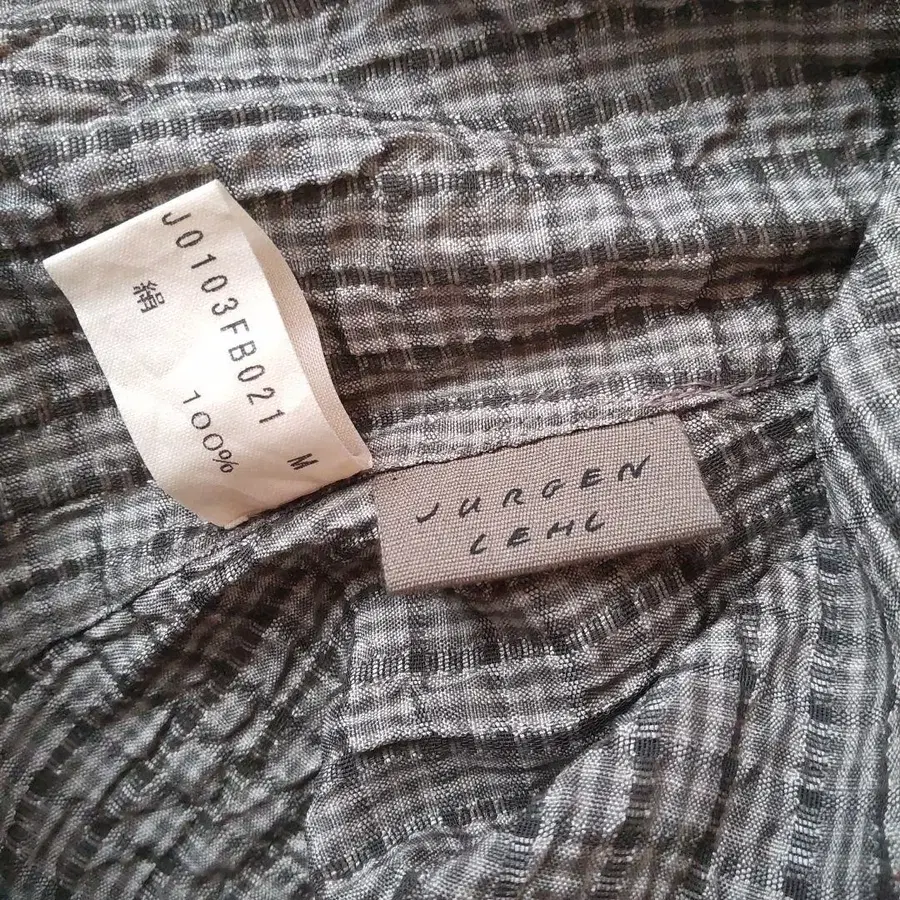 J0103FB021 M
絹 100%
JURGEN
LEHL